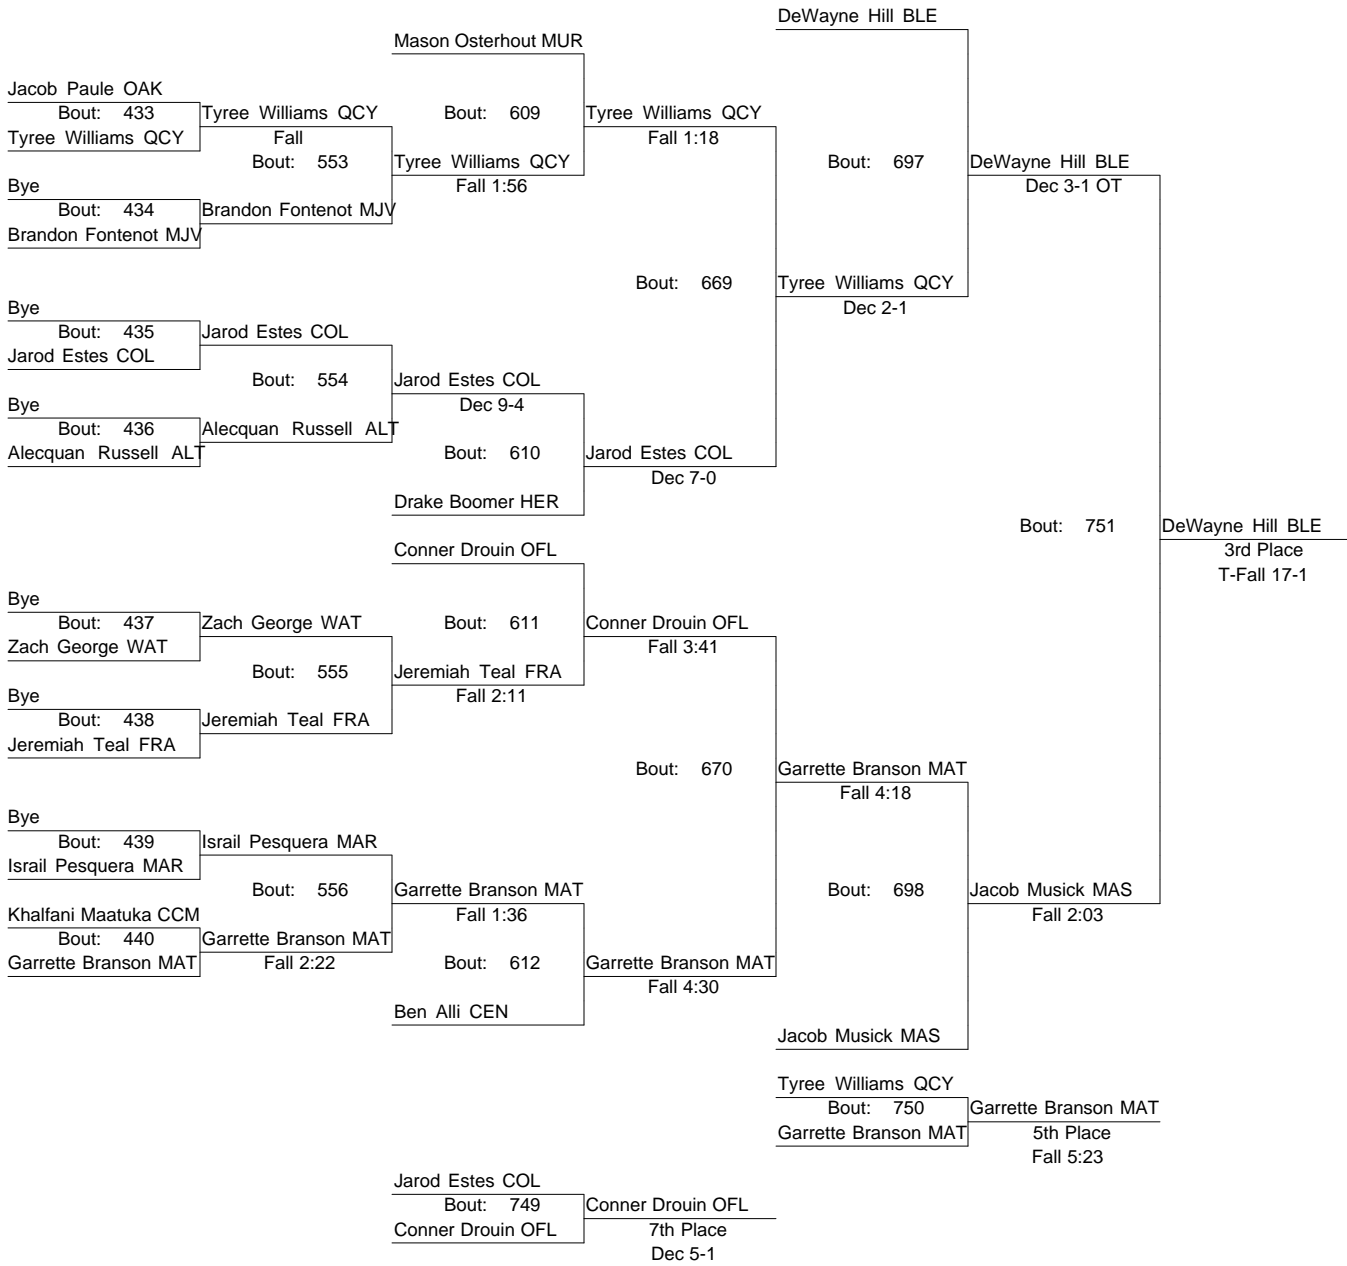 DeWayne Hill BLE
Mason Osterhout MUR
Jacob Paule OAK
Bout: 433
Tyree Williams QCY
Tyree Williams QCY
Fall
Bout: 553
Bout: 609
Tyree Williams QCY
Fall 1:18
Tyree Williams QCY
Fall 1:56
Bout: 697
DeWayne Hill BLE
Dec 3-1 OT
Bye
Bout: 434
Brandon Fontenot MJV
Brandon Fontenot MJV
Bout: 669
Tyree Williams QCY
Dec 2-1
Bye
Bout: 435
Jarod Estes COL
Jarod Estes COL
Bout: 554
Jarod Estes COL
Dec 9-4
Bye
Bout: 436
Alecquan Russell ALT
Alecquan Russell ALT
Bout: 610
Jarod Estes COL
Dec 7-0
Drake Boomer HER
Bout: 751
DeWayne Hill BLE
3rd Place
T-Fall 17-1
Conner Drouin OFL
Bye
Bout: 437
Zach George WAT
Zach George WAT
Bout: 611
Conner Drouin OFL
Fall 3:41
Bout: 555
Jeremiah Teal FRA
Fall 2:11
Bye
Bout: 438
Jeremiah Teal FRA
Jeremiah Teal FRA
Bout: 670
Garrette Branson MAT
Fall 4:18
Bye
Bout: 439
Israil Pesquera MAR
Israil Pesquera MAR
Bout: 556
Garrette Branson MAT
Fall 1:36
Bout: 698
Jacob Musick MAS
Fall 2:03
Khalfani Maatuka CCM
Bout: 440
Garrette Branson MAT
Garrette Branson MAT
Fall 2:22
Bout: 612
Garrette Branson MAT
Fall 4:30
Ben Alli CEN
Jacob Musick MAS
Tyree Williams QCY
Bout: 750
Garrette Branson MAT
Garrette Branson MAT
5th Place
Fall 5:23
Jarod Estes COL
Bout: 749
Conner Drouin OFL
Conner Drouin OFL
7th Place
Dec 5-1